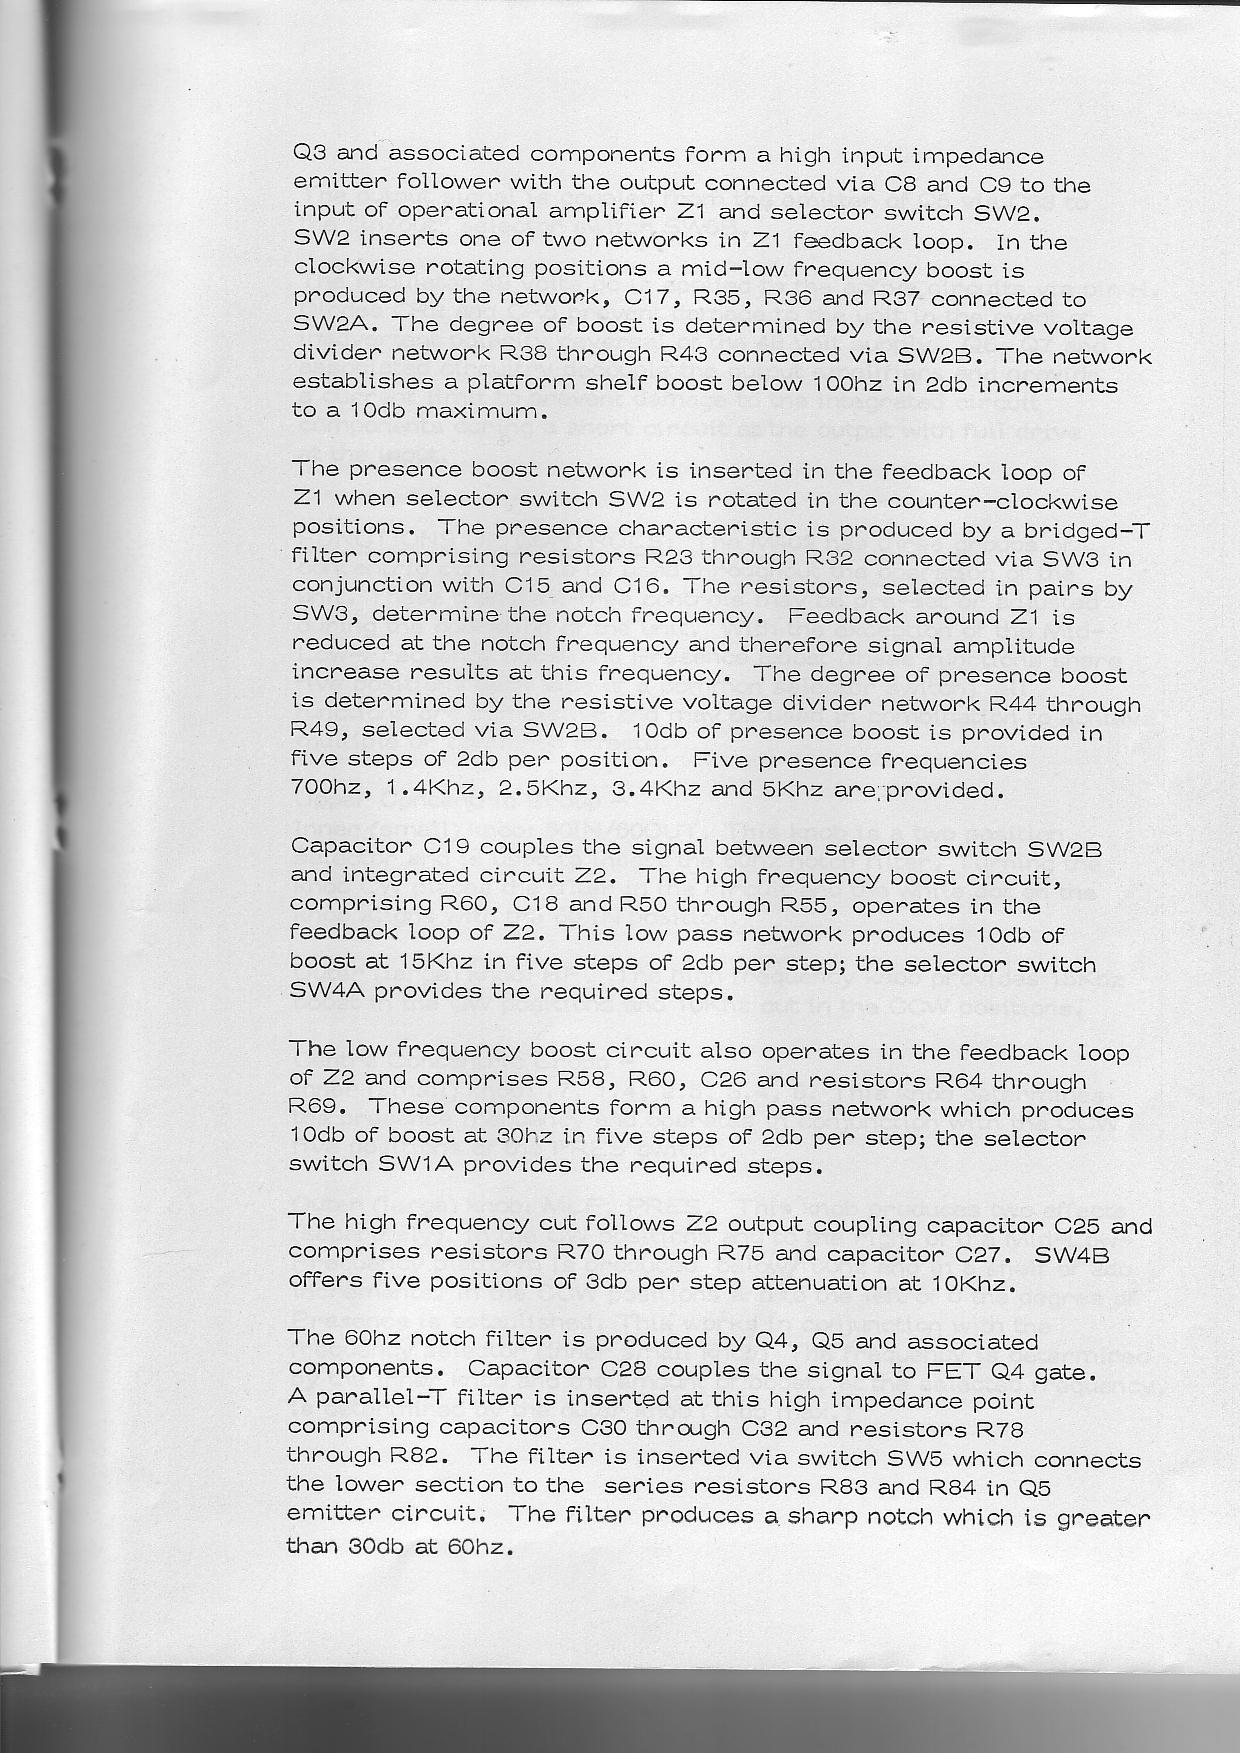 Q3 and associated components form a high input impedance
emitter follower with the output connected via C8 and C9 to the
input of operational amplifier Z1 and selector switch SW2.
SW2 inserts one of two networks in Z1 feedback loop.  In the
clockwise rotating positions a mid-low frequency boost is
produced by the network, C17, R35, R36 and R37 connected to
SW2A. The degree of boost is determined by the resistive voltage
divider network R38 through R43 connected via SW2B. The network
establishes a platform shelf boost below 100hz in 2db increments
to a 10db maximum.

The presence boost network is inserted in the feedback loop of
Z1 when selector switch SW2 is rotated in the counter-clockwise
positions.  The presence characteristic is produced by a bridged-T
filter comprising resistors R23 through R32 connected via SW3 in
conjunction with C15 and C16. The resistors, selected in pairs by
SW3, determine the notch frequency.  Feedback around Z1 is
reduced at the notch frequency and therefore signal amplitude
increase results at this frequency.  The degree of presence boost
is determined by the resistive voltage divider network R44 through
R49, selected via SW2B.  10db of presence boost is provided in
five steps of 2db per position.  Five presence frequencies
700hz, 1.4Khz, 2.5Khz, 3.4Khz and 5Khz are provided.

Capacitor C19 couples the signal between selector switch SW2B
and integrated circuit Z2.  The high frequency boost circuit,
comprising R60, C18 and R50 through R55, operates in the
feedback loop of Z2. This low pass network produces 10db of
boost at 15Khz in five steps of 2db per step; the selector switch
SW4A provides the required steps.

The low frequency boost circuit also operates in the feedback loop
of Z2 and comprises R58, R60, C26 and resistors R64 through
R69.  These components form a high pass network which produces
10db of boost at 30hz in five steps of 2db per step; the selector
switch SW1A provides the required steps.

The high frequency cut follows Z2 output coupling capacitor C25 and
comprises resistors R70 through R75 and capacitor C27.  SW4B
offers five positions of 3db per step attenuation at 10Khz.

The 60hz notch filter is produced by Q4, Q5 and associated
components.  Capacitor C28 couples the signal to FET Q4 gate.
A parallel-T filter is inserted at this high impedance point
comprising capacitors C30 through C32 and resistors R78
through R82.  The filter is inserted via switch SW5 which connects
the lower section to the  series resistors R83 and R84 in Q5
emitter circuit.  The filter produces a sharp notch which is greater
than 30db at 60hz.